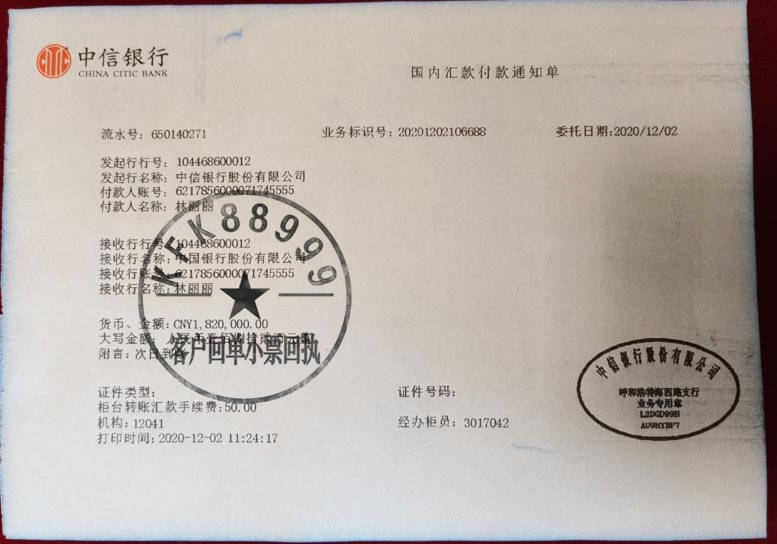 中信银行
CHINA CITIC BANK
国内汇款付款通知单
流水号: 650140271 业务标识号: 20201202106688 委托日期:2020/12/02
发起行行号: 104468600012
发起行名称: 中信银行股份有限公司
付款人账号: 6217856000071745555
付款人名称: 林丽丽
KFK88999
接收行行号:104468600012
接收行名称:中国银行股份有限公司
接收行账号:6217856000071745555
接收行名称:林丽丽
货币、金额:CNY1,820,000.00
大写金额:
附言:次日到
客户回单小票回执
中信银行股份有限公司
呼和浩特海西路支行
业务专用章
L2DGD99N
AU9HYBF7
证件类型: 证件号码:
柜台转账汇款手续费:50.00
机构:12041 经办柜员: 3017042
打印时间:2020-12-02 11:24:17